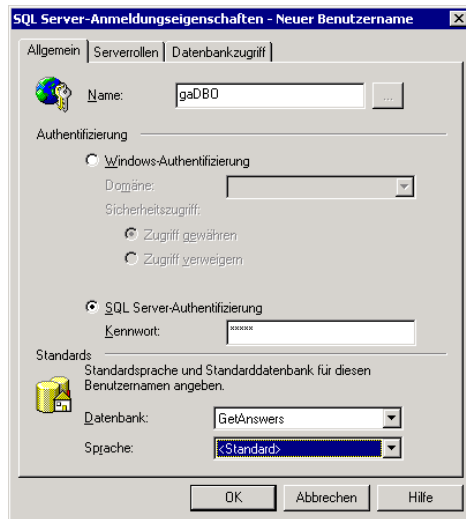 SQL Server-Anmeldungseigenschaften - Neuer Benutzername
Allgemein Serverrollen Datenbankzugriff
Name: gaDBO ...
Authentifizierung
Windows-Authentifizierung
Domäne:
Sicherheitszugriff:
Zugriff gewähren
Zugriff verweigern
SQL Server-Authentifizierung
Kennwort: *****
Standards
Standardsprache und Standarddatenbank für diesen
Benutzernamen angeben.
Datenbank: GetAnswers
Sprache: <Standard>
OK Abbrechen Hilfe